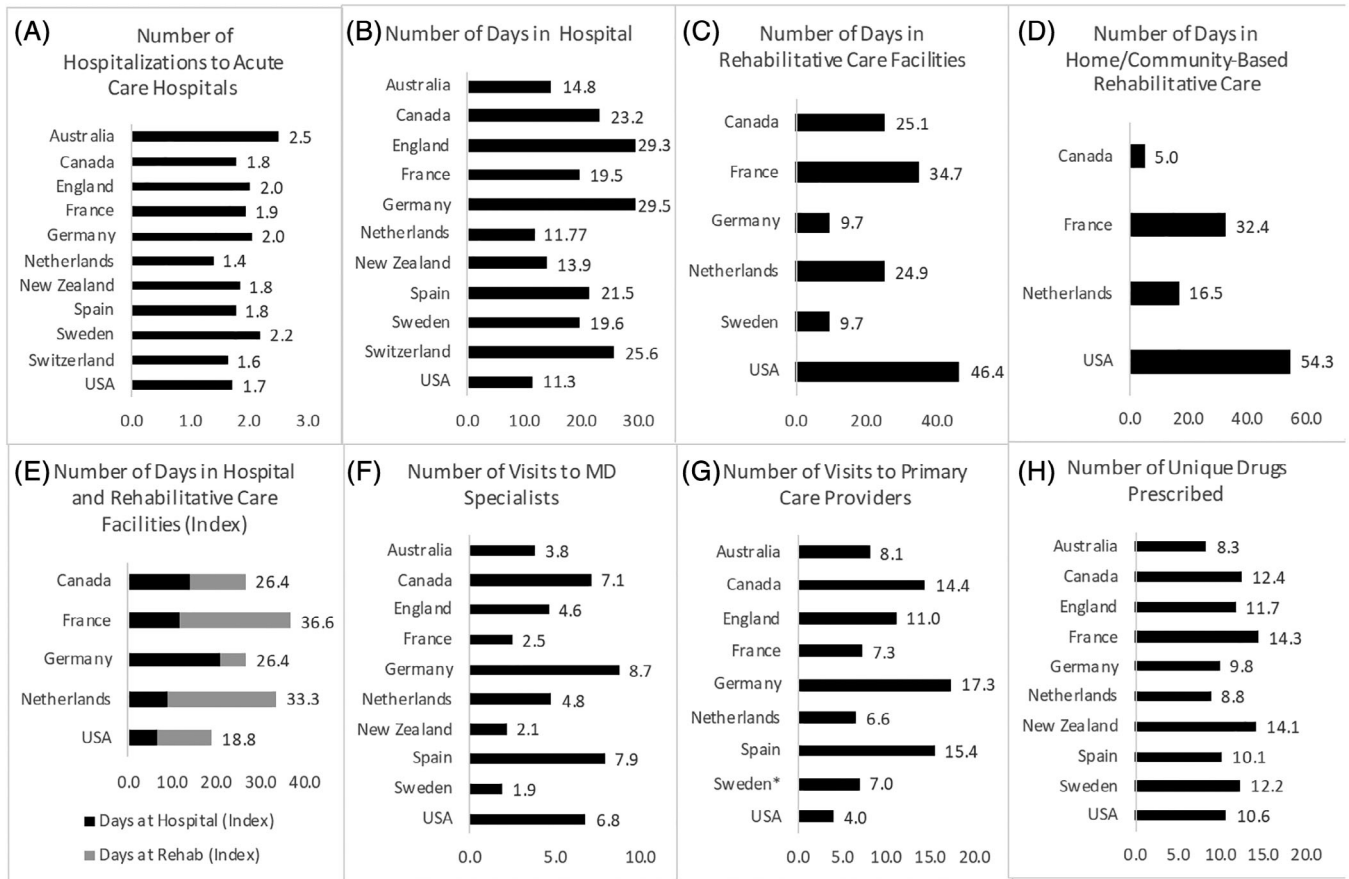 (A)
Number of
Hospitalizations to Acute
Care Hospitals
Australia 2.5
Canada 1.8
England 2.0
France 1.9
Germany 2.0
Netherlands 1.4
New Zealand 1.8
Spain 1.8
Sweden 2.2
Switzerland 1.6
USA 1.7
0.0 1.0 2.0 3.0
(B) Number of Days in Hospital
Australia 14.8
Canada 23.2
England 29.3
France 19.5
Germany 29.5
Netherlands 11.77
New Zealand 13.9
Spain 21.5
Sweden 19.6
Switzerland 25.6
USA 11.3
0.0 10.0 20.0 30.0
(C) Number of Days in
Rehabilitative Care Facilities
Canada 25.1
France 34.7
Germany 9.7
Netherlands 24.9
Sweden 9.7
USA 46.4
0.0 20.0 40.0
(D) Number of Days in
Home/Community-Based
Rehabilitative Care
Canada 5.0
France 32.4
Netherlands 16.5
USA 54.3
0.0 20.0 40.0 60.0
(E) Number of Days in Hospital
and Rehabilitative Care
Facilities (Index)
Canada 26.4
France 36.6
Germany 26.4
Netherlands 33.3
USA 18.8
0.0 10.0 20.0 30.0 40.0
Days at Hospital (Index)
Days at Rehab (Index)
(F) Number of Visits to MD
Specialists
Australia 3.8
Canada 7.1
England 4.6
France 2.5
Germany 8.7
Netherlands 4.8
New Zealand 2.1
Spain 7.9
Sweden 1.9
USA 6.8
0.0 5.0 10.0
(G) Number of Visits to Primary
Care Providers
Australia 8.1
Canada 14.4
England 11.0
France 7.3
Germany 17.3
Netherlands 6.6
Spain 15.4
Sweden* 7.0
USA 4.0
0.0 5.0 10.0 15.0 20.0
(H) Number of Unique Drugs
Prescribed
Australia 8.3
Canada 12.4
England 11.7
France 14.3
Germany 9.8
Netherlands 8.8
New Zealand 14.1
Spain 10.1
Sweden 12.2
USA 10.6
0.0 5.0 10.0 15.0 20.0